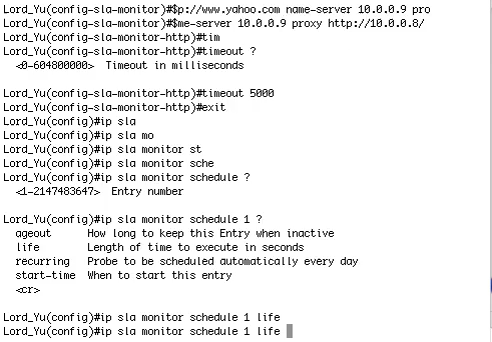 Lord_Yu(config-sla-monitor)#$p://www.yahoo.com name-server 10.0.0.9 pro
Lord_Yu(config-sla-monitor)#$me-server 10.0.0.9 proxy http://10.0.0.8/
Lord_Yu(config-sla-monitor-http)#tim
Lord_Yu(config-sla-monitor-http)#timeout ?
<0-604800000> Timeout in milliseconds
Lord_Yu(config-sla-monitor-http)#timeout 5000
Lord_Yu(config-sla-monitor-http)#exit
Lord_Yu(config)#ip sla
Lord_Yu(config)#ip sla mo
Lord_Yu(config)#ip sla monitor st
Lord_Yu(config)#ip sla monitor sche
Lord_Yu(config)#ip sla monitor schedule ?
<1-2147483647> Entry number
Lord_Yu(config)#ip sla monitor schedule 1 ?
ageout How long to keep this Entry when inactive
life Length of time to execute in seconds
recurring Probe to be scheduled automatically every day
start-time When to start this entry
<cr>
Lord_Yu(config)#ip sla monitor schedule 1 life
Lord_Yu(config)#ip sla monitor schedule 1 life